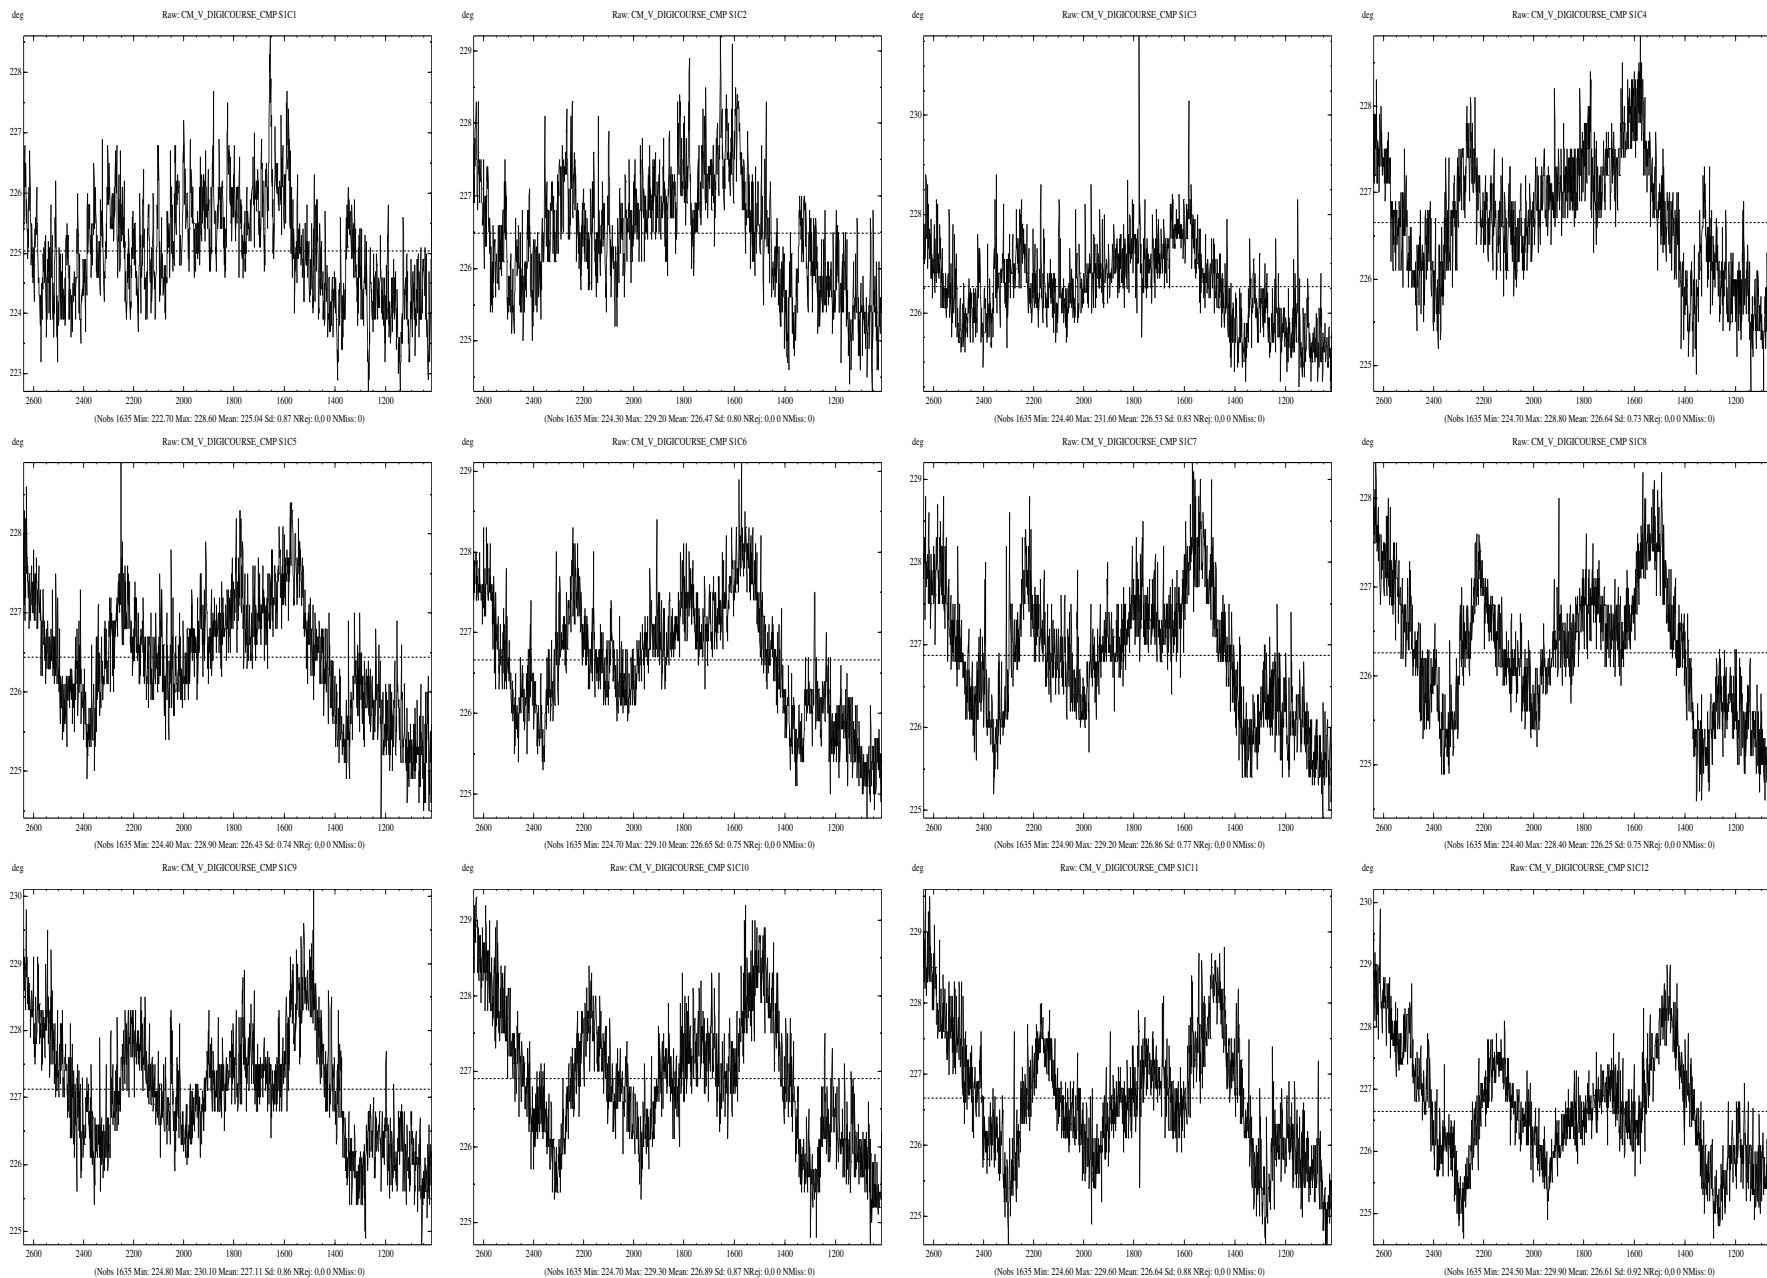 deg Raw: CM_V_DIGICOURSE_CMP S1C1
228
227
226
225
224
223
2600 2400 2200 2000 1800 1600 1400 1200
(Nobs 1635 Min: 222.70 Max: 228.60 Mean: 225.04 Sd: 0.87 NRej: 0,0 0 NMiss: 0)
deg Raw: CM_V_DIGICOURSE_CMP S1C2
229
228
227
226
225
2600 2400 2200 2000 1800 1600 1400 1200
(Nobs 1635 Min: 224.30 Max: 229.20 Mean: 226.47 Sd: 0.80 NRej: 0,0 0 NMiss: 0)
deg Raw: CM_V_DIGICOURSE_CMP S1C3
230
228
226
2600 2400 2200 2000 1800 1600 1400 1200
(Nobs 1635 Min: 224.40 Max: 231.60 Mean: 226.53 Sd: 0.83 NRej: 0,0 0 NMiss: 0)
deg Raw: CM_V_DIGICOURSE_CMP S1C4
228
227
226
225
2600 2400 2200 2000 1800 1600 1400 1200
(Nobs 1635 Min: 224.70 Max: 228.80 Mean: 226.64 Sd: 0.73 NRej: 0,0 0 NMiss: 0)
deg Raw: CM_V_DIGICOURSE_CMP S1C5
228
227
226
225
2600 2400 2200 2000 1800 1600 1400 1200
(Nobs 1635 Min: 224.40 Max: 228.90 Mean: 226.43 Sd: 0.74 NRej: 0,0 0 NMiss: 0)
deg Raw: CM_V_DIGICOURSE_CMP S1C6
229
228
227
226
225
2600 2400 2200 2000 1800 1600 1400 1200
(Nobs 1635 Min: 224.70 Max: 229.10 Mean: 226.65 Sd: 0.75 NRej: 0,0 0 NMiss: 0)
deg Raw: CM_V_DIGICOURSE_CMP S1C7
229
228
227
226
225
2600 2400 2200 2000 1800 1600 1400 1200
(Nobs 1635 Min: 224.90 Max: 229.20 Mean: 226.86 Sd: 0.77 NRej: 0,0 0 NMiss: 0)
deg Raw: CM_V_DIGICOURSE_CMP S1C8
228
227
226
225
2600 2400 2200 2000 1800 1600 1400 1200
(Nobs 1635 Min: 224.40 Max: 228.40 Mean: 226.25 Sd: 0.75 NRej: 0,0 0 NMiss: 0)
deg Raw: CM_V_DIGICOURSE_CMP S1C9
230
229
228
227
226
225
2600 2400 2200 2000 1800 1600 1400 1200
(Nobs 1635 Min: 224.80 Max: 230.10 Mean: 227.11 Sd: 0.86 NRej: 0,0 0 NMiss: 0)
deg Raw: CM_V_DIGICOURSE_CMP S1C10
229
228
227
226
225
2600 2400 2200 2000 1800 1600 1400 1200
(Nobs 1635 Min: 224.70 Max: 229.30 Mean: 226.89 Sd: 0.87 NRej: 0,0 0 NMiss: 0)
deg Raw: CM_V_DIGICOURSE_CMP S1C11
229
228
227
226
225
2600 2400 2200 2000 1800 1600 1400 1200
(Nobs 1635 Min: 224.60 Max: 229.60 Mean: 226.64 Sd: 0.88 NRej: 0,0 0 NMiss: 0)
deg Raw: CM_V_DIGICOURSE_CMP S1C12
230
229
228
227
226
225
2600 2400 2200 2000 1800 1600 1400 1200
(Nobs 1635 Min: 224.50 Max: 229.90 Mean: 226.61 Sd: 0.92 NRej: 0,0 0 NMiss: 0)